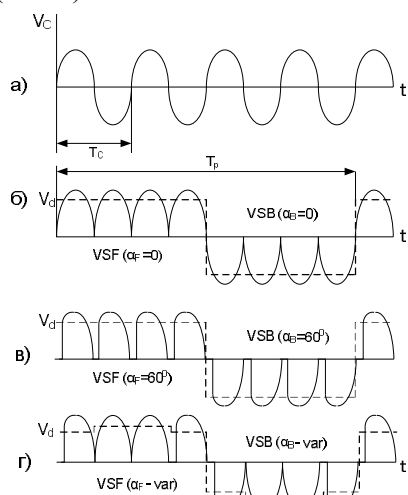 V_C
а)
t
T_C
T_p
б)
V_d
VSB (α_B=0)
VSF (α_F=0)
t
V_d
VSB (α_B=60⁰)
в)
VSF (α_F=60⁰)
t
V_d
VSB (α_B-var)
г)
VSF (α_F-var)
t